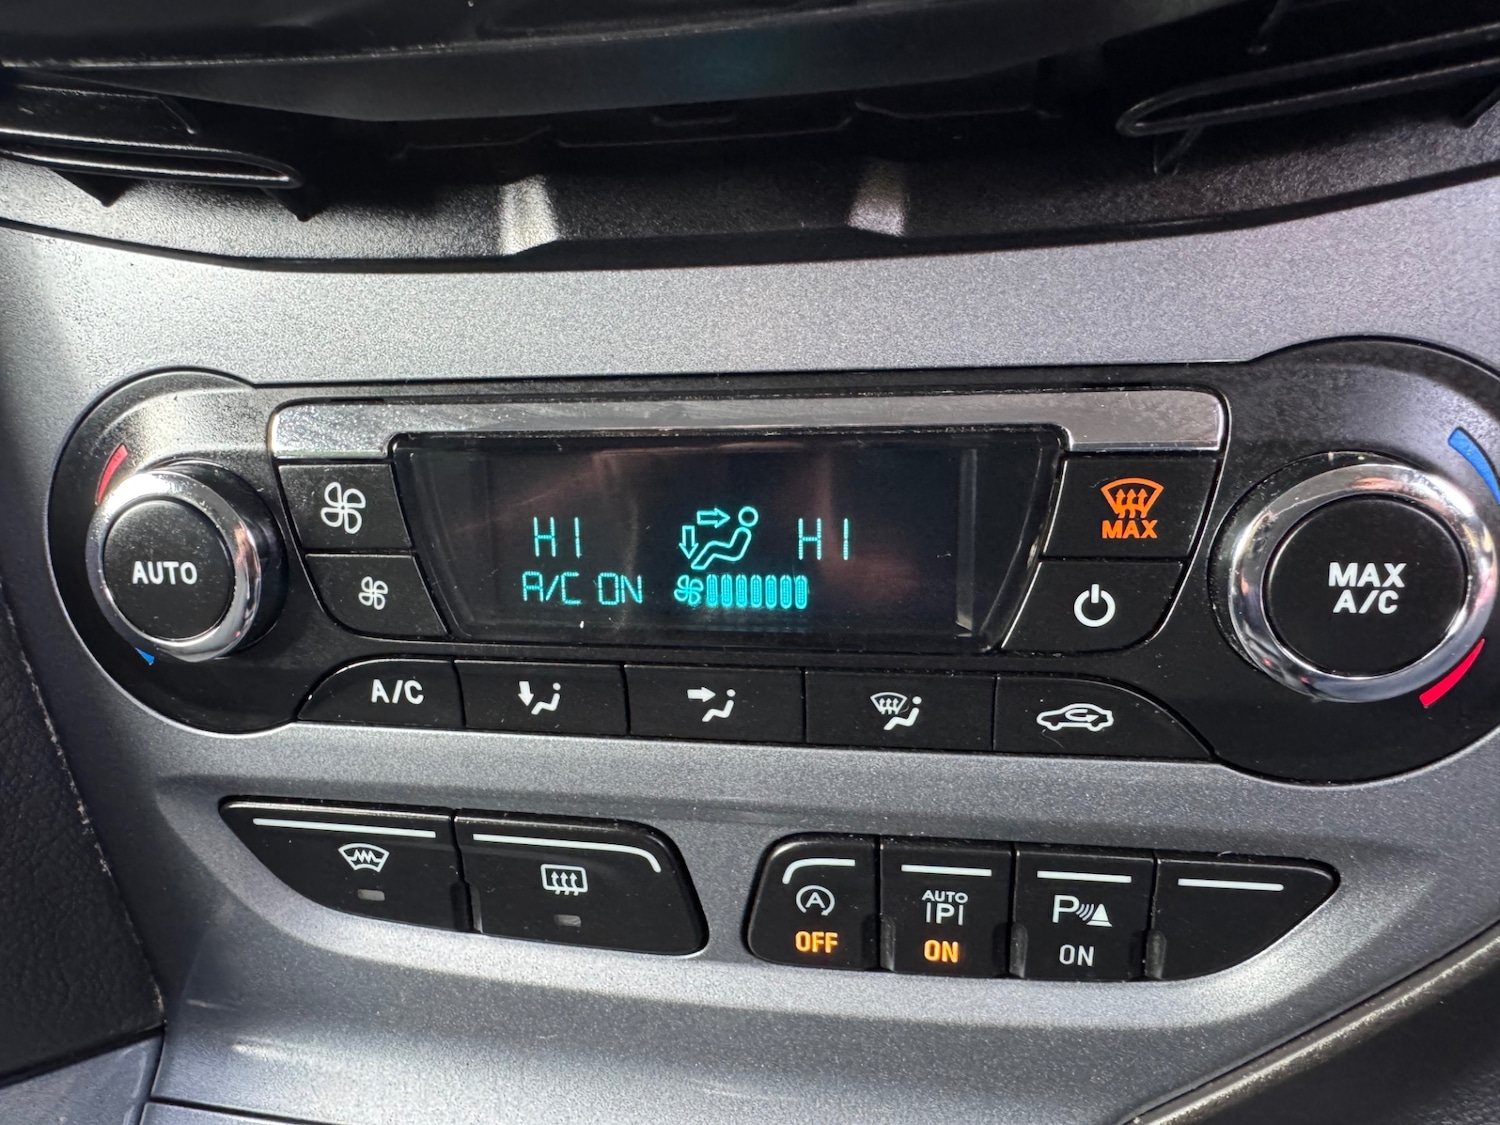 AUTO
HI HI
A/C ON
MAX
MAX
A/C
A/C
A
OFF
AUTO
P
ON
P
ON